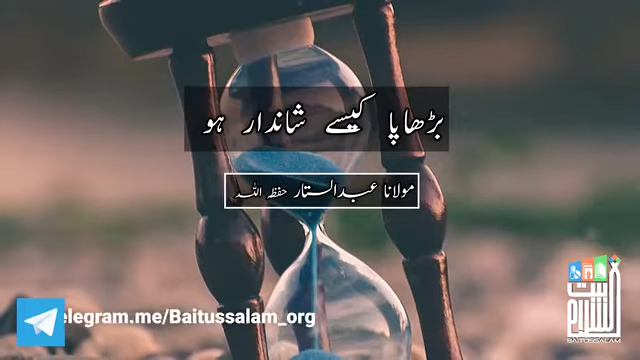 بڑھاپا کیسے شاندار ہو
مولانا عبدالستار حفظہ اللہ
elegram.me/Baitussalam_org
بیت السلام
BAITUSSALAM